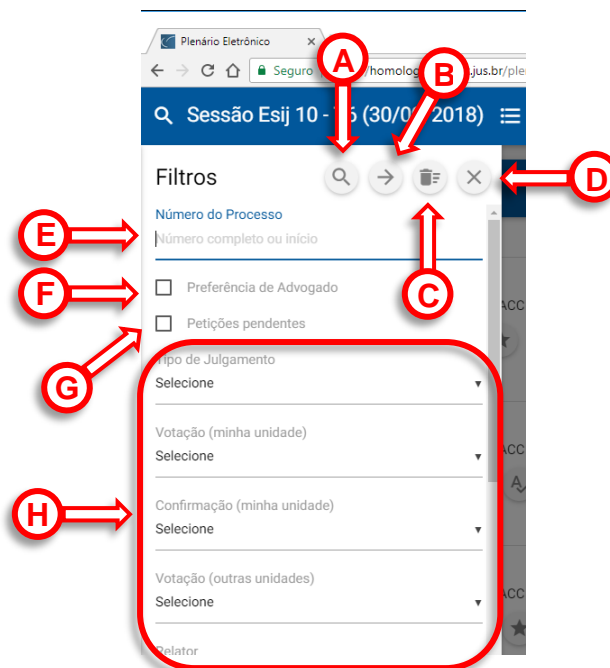 Plenário Eletrônico
A
Seguro /homolog .jus.br/ple
B
Sessão Esij 10 - (30/0 2018)
Filtros
D
Número do Processo
E
Número completo ou início
F
Preferência de Advogado
C
ACC
G
Petições pendentes
Tipo de Julgamento
Selecione
Votação (minha unidade)
ACC
Selecione
H
Confirmação (minha unidade)
Selecione
Votação (outras unidades)
ACC
Selecione
Relator